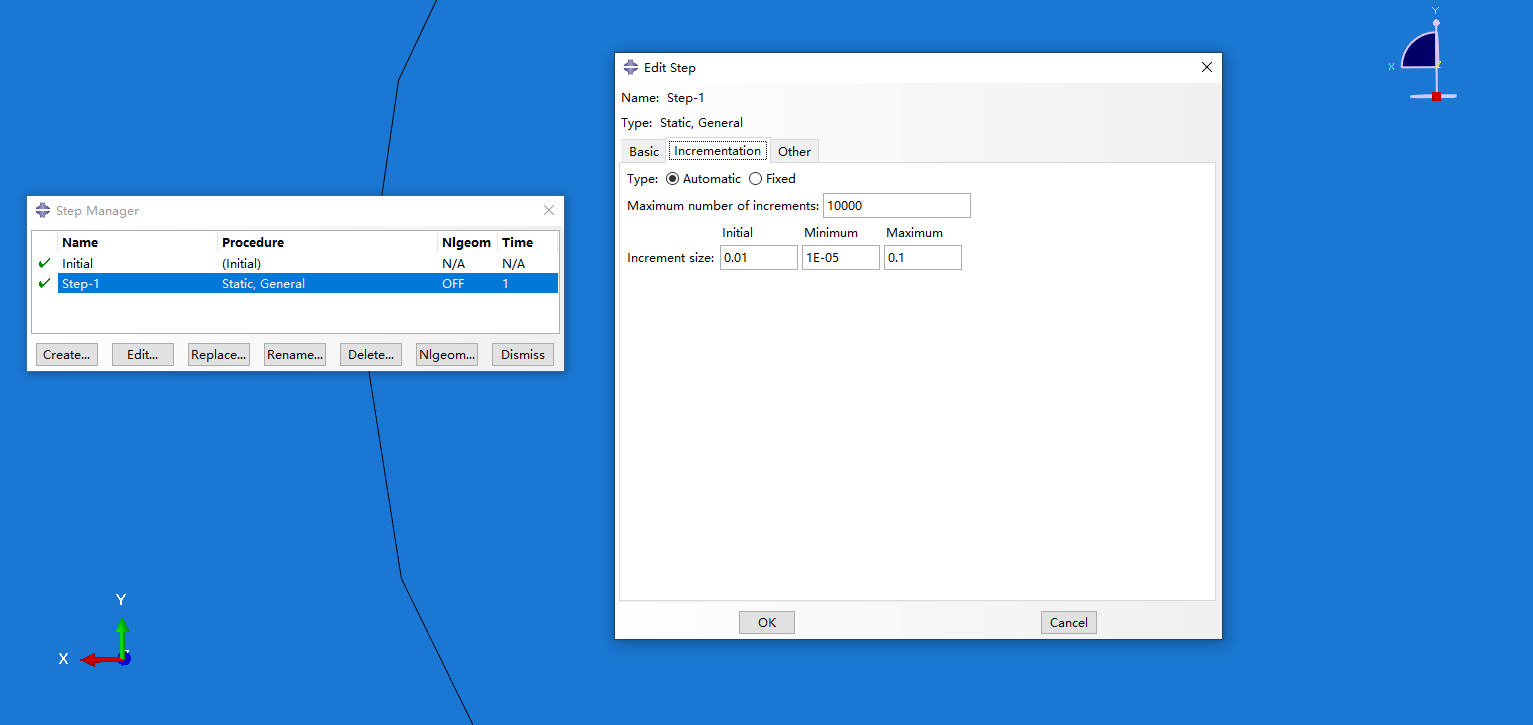 Y
X
Z
Edit Step
Name: Step-1
Type: Static, General
Basic Incrementation Other
Type: Automatic Fixed
Maximum number of increments: 10000
Initial Minimum Maximum
Increment size: 0.01 1E-05 0.1
OK Cancel
Step Manager
Name Procedure Nlgeom Time
Initial (Initial) N/A N/A
Step-1 Static, General OFF 1
Create... Edit... Replace... Rename... Delete... Nlgeom... Dismiss
Y
X
Z